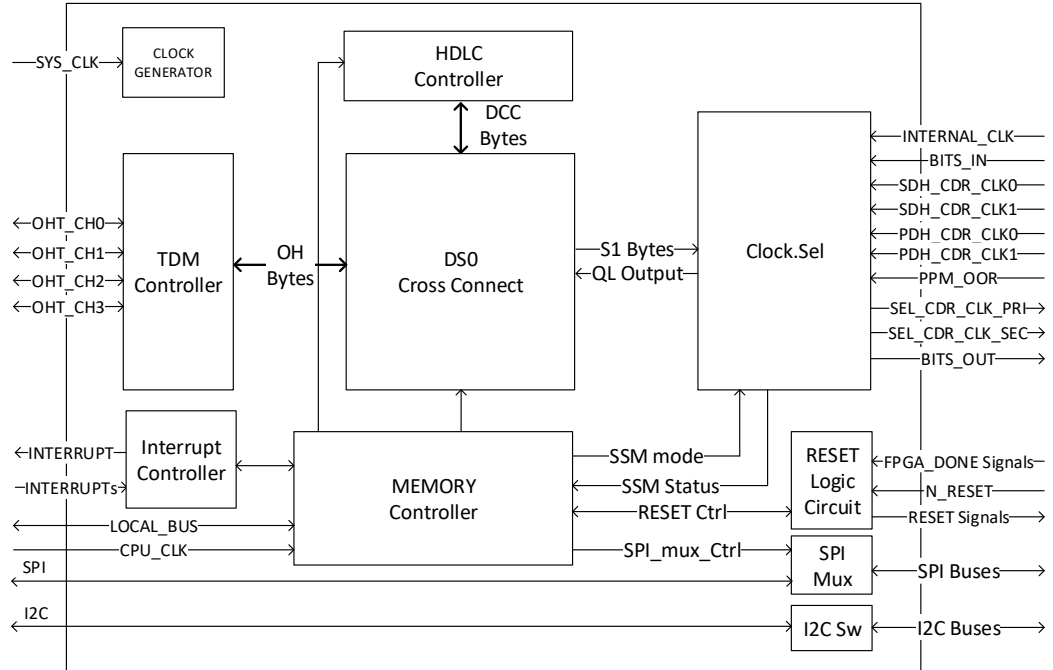 SYS_CLK
CLOCK
GENERATOR
HDLC
Controller
DCC
Bytes
OHT_CH0
OHT_CH1
OHT_CH2
OHT_CH3
TDM
Controller
OH
Bytes
DS0
Cross Connect
S1 Bytes
QL Output
Clock.Sel
INTERNAL_CLK
BITS_IN
SDH_CDR_CLK0
SDH_CDR_CLK1
PDH_CDR_CLK0
PDH_CDR_CLK1
PPM_OOR
SEL_CDR_CLK_PRI
SEL_CDR_CLK_SEC
BITS_OUT
INTERRUPT
INTERRUPTs
Interrupt
Controller
LOCAL_BUS
CPU_CLK
MEMORY
Controller
SSM mode
SSM Status
RESET Ctrl
SPI_mux_Ctrl
RESET
Logic
Circuit
FPGA_DONE Signals
N_RESET
RESET Signals
SPI
SPI
Mux
SPI Buses
I2C
I2C Sw
I2C Buses